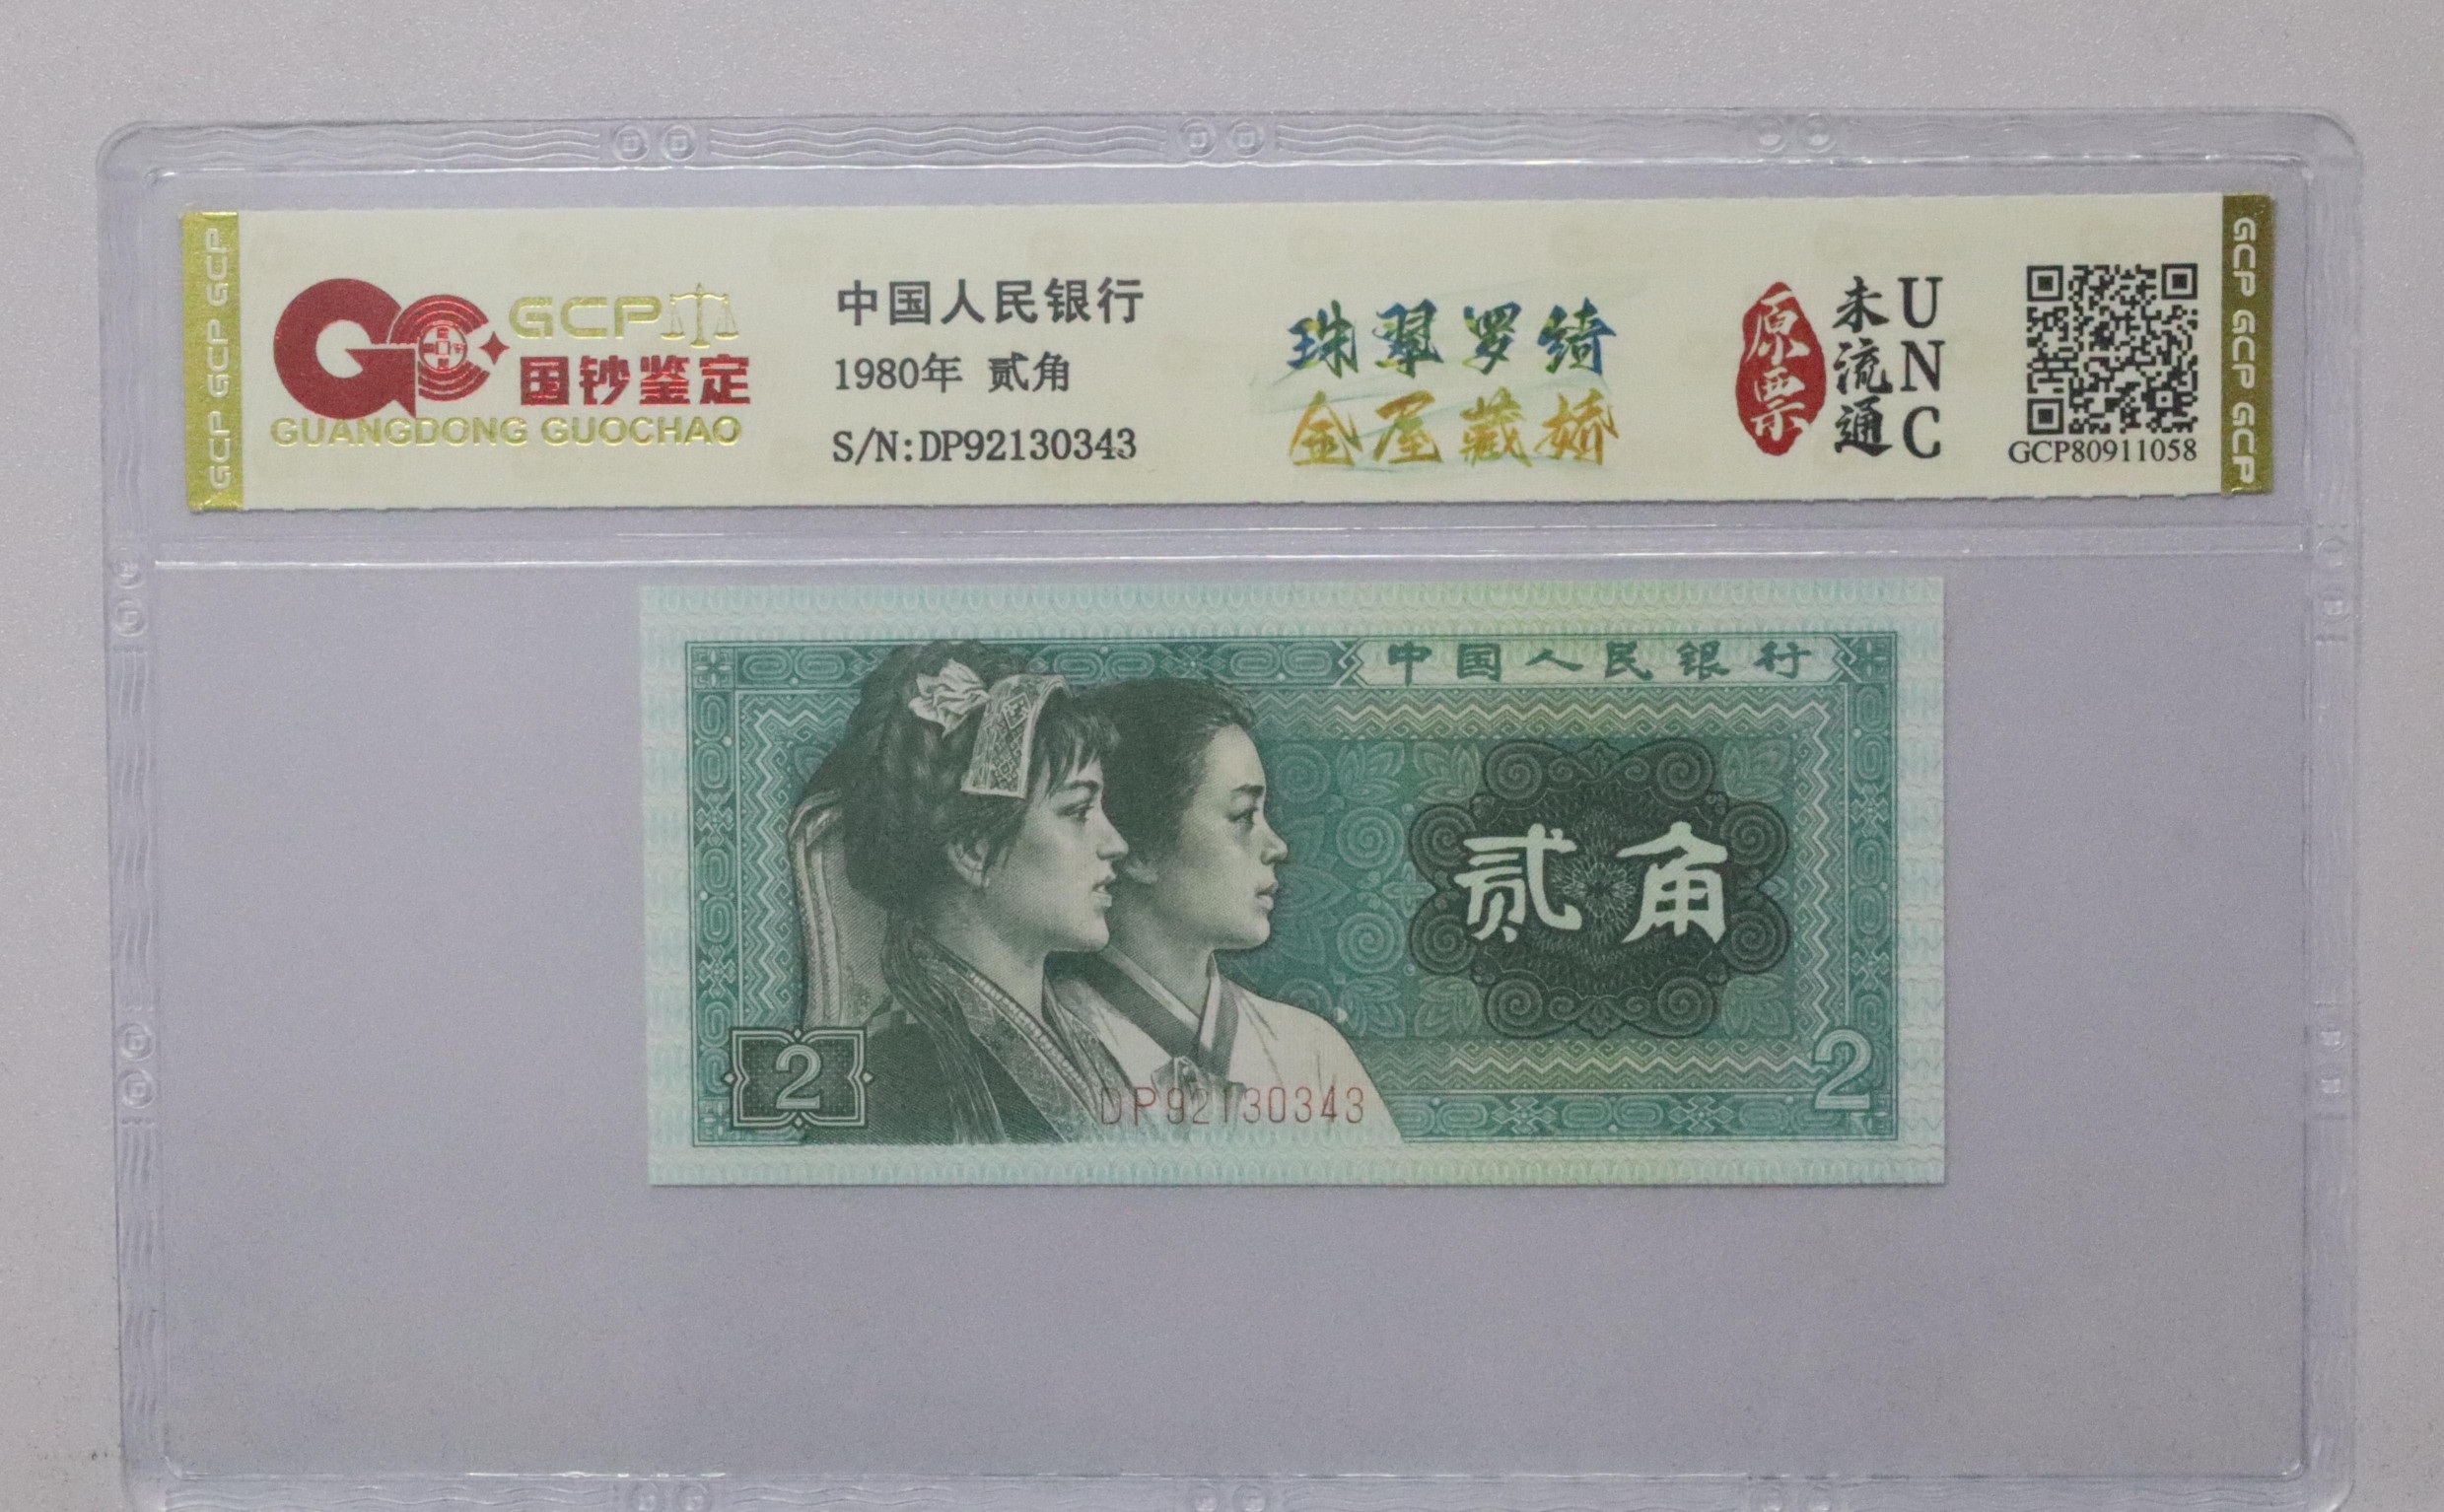 GCP GCP GCP
GCP
国钞鉴定
GUANGDONG GUOCHAO
中国人民银行
1980年 贰角
S/N:DP92130343
珠翠罗绮
金屋藏娇
原票
未流通
UNC
GCP80911058
GCP GCP GCP
中国人民银行
贰角
2
2
DP92130343